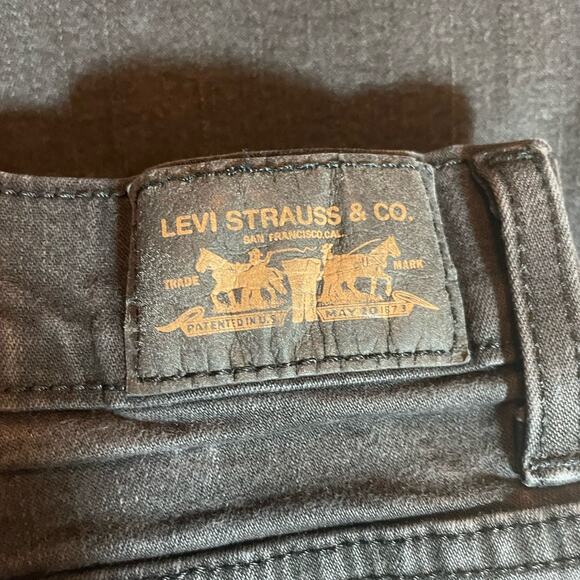 LEVI STRAUSS & CO.
SAN FRANCISCO, CAL.
TRADE MARK
PATENTED IN U.S. MAY 20 1873